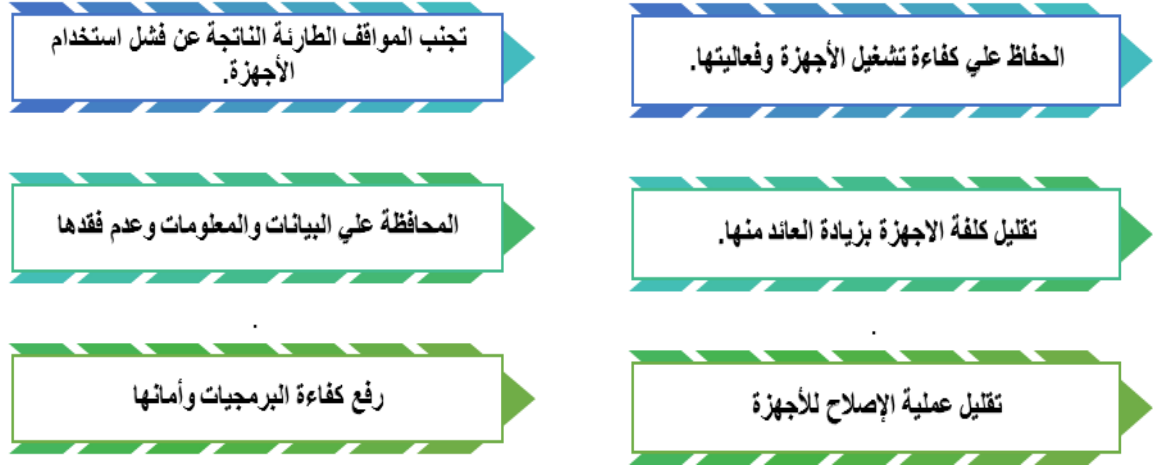 الحفاظ علي كفاءة تشغيل الأجهزة وفعاليتها.
تجنب المواقف الطارئة الناتجة عن فشل استخدام
الأجهزة.
تقليل كلفة الاجهزة بزيادة العائد منها.
المحافظة علي البيانات والمعلومات وعدم فقدها
.
.
تقليل عملية الإصلاح للأجهزة
رفع كفاءة البرمجيات وأمانها